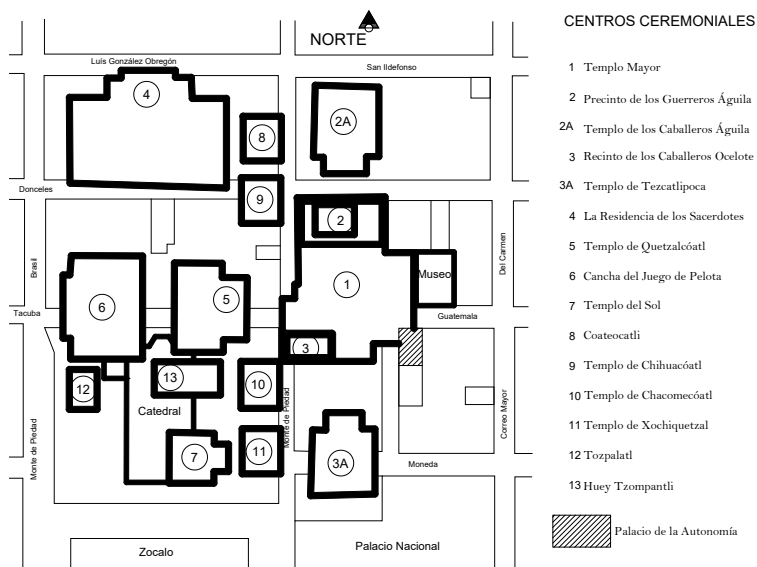 NORTE
CENTROS CEREMONIALES
Luís González Obregón
San Ildefonso
1 Templo Mayor
2 Precinto de los Guerreros Águila
2A Templo de los Caballeros Águila
3 Recinto de los Caballeros Ocelote
3A Templo de Tezcatlipoca
4 La Residencia de los Sacerdotes
5 Templo de Quetzalcóatl
6 Cancha del Juego de Pelota
7 Templo del Sol
8 Coateocatli
9 Templo de Chihuacóatl
10 Templo de Chacomecóatl
11 Templo de Xochiquetzal
12 Tozpalatl
13 Huey Tzompantli
Palacio de la Autonomía
4
8
2A
Donceles
9
2
Brasil
Del Carmen
Museo
1
5
6
Tacuba
Guatemala
3
13
12
10
Catedral
Monte de Piedad
Monte de Piedad
Correo Mayor
7
11
3A
Moneda
Zocalo
Palacio Nacional